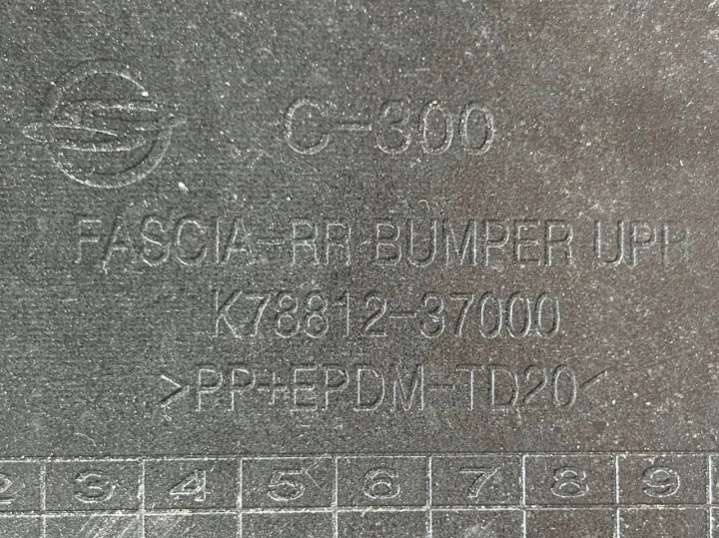 C-300
FASCIA-RR BUMPER UPR
K78812-37000
>PP+EPDM-TD20<
2 3 4 5 6 7 8 9